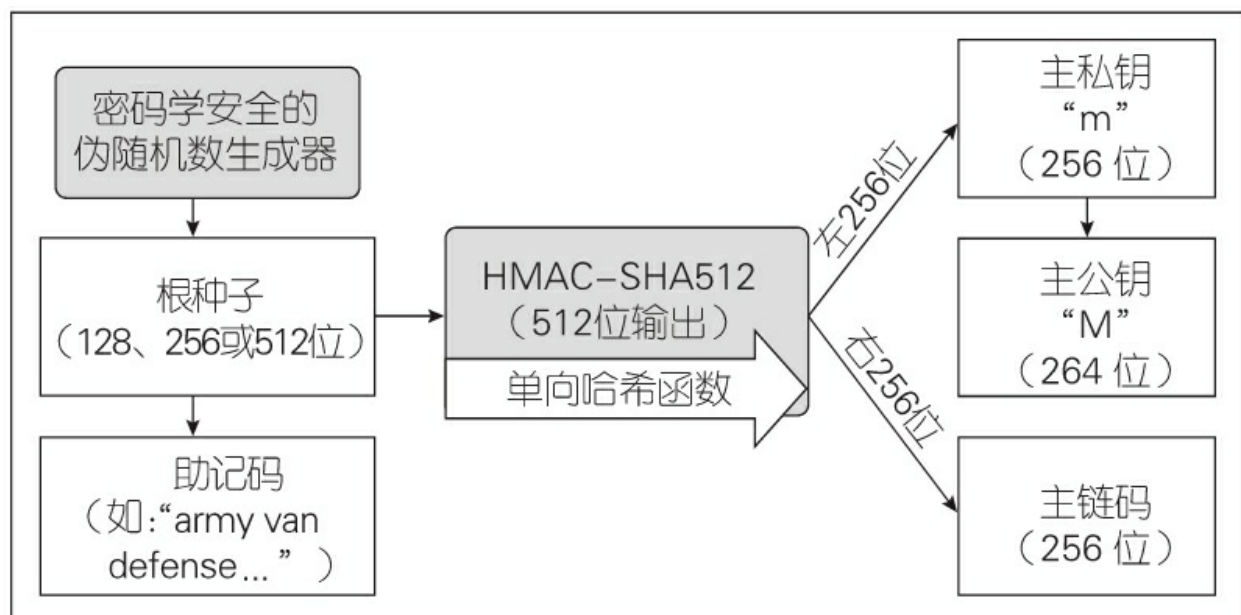 密码学安全的
伪随机数生成器
根种子
（128、256或512位）
助记码
（如:“army van
defense...”）
HMAC-SHA512
（512位输出）
单向哈希函数
左256位
右256位
主私钥
“m”
（256 位）
主公钥
“M”
（264 位）
主链码
（256 位）